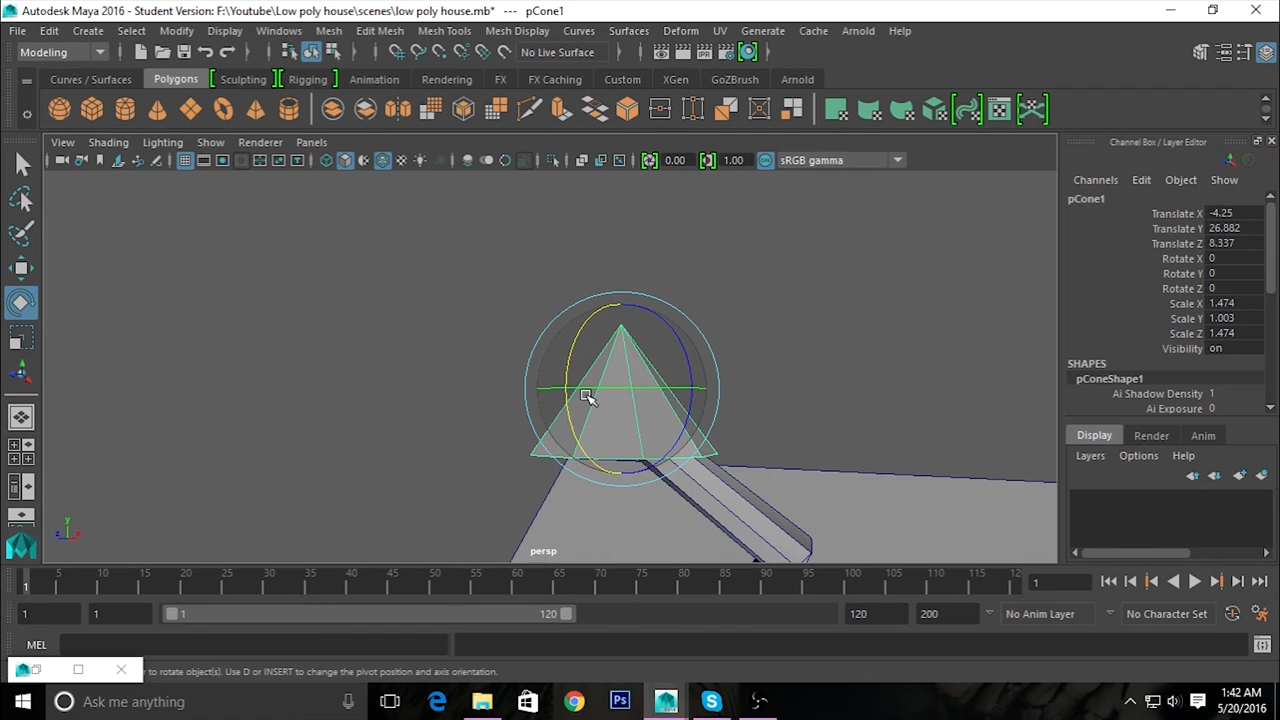 Autodesk Maya 2016 - Student Version: F:\Youtube\Low poly house\scenes\low poly house.mb* --- pCone1
File Edit Create Select Modify Display Windows Mesh Edit Mesh Mesh Tools Mesh Display Curves Surfaces Deform UV Generate Cache Arnold Help
Modeling No Live Surface
Curves / Surfaces Polygons Sculpting Rigging Animation Rendering FX FX Caching Custom XGen GoZBrush Arnold
View Shading Lighting Show Renderer Panels
0.00 1.00 sRGB gamma
Channel Box / Layer Editor
Channels Edit Object Show
pCone1
Translate X -4.25
Translate Y 26.882
Translate Z 8.337
Rotate X 0
Rotate Y 0
Rotate Z 0
Scale X 1.474
Scale Y 1.003
Scale Z 1.474
Visibility on
SHAPES
pConeShape1
Ai Shadow Density 1
Ai Exposure 0
Display Render Anim
Layers Options Help
y
z x
persp
1 5 10 15 20 25 30 35 40 45 50 55 60 65 70 75 80 85 90 95 100 105 110 115 12
1
1 1 1 120 120 200 No Anim Layer No Character Set
MEL
to rotate object(s). Use D or INSERT to change the pivot position and axis orientation.
Ask me anything
Ps
1:42 AM
5/20/2016